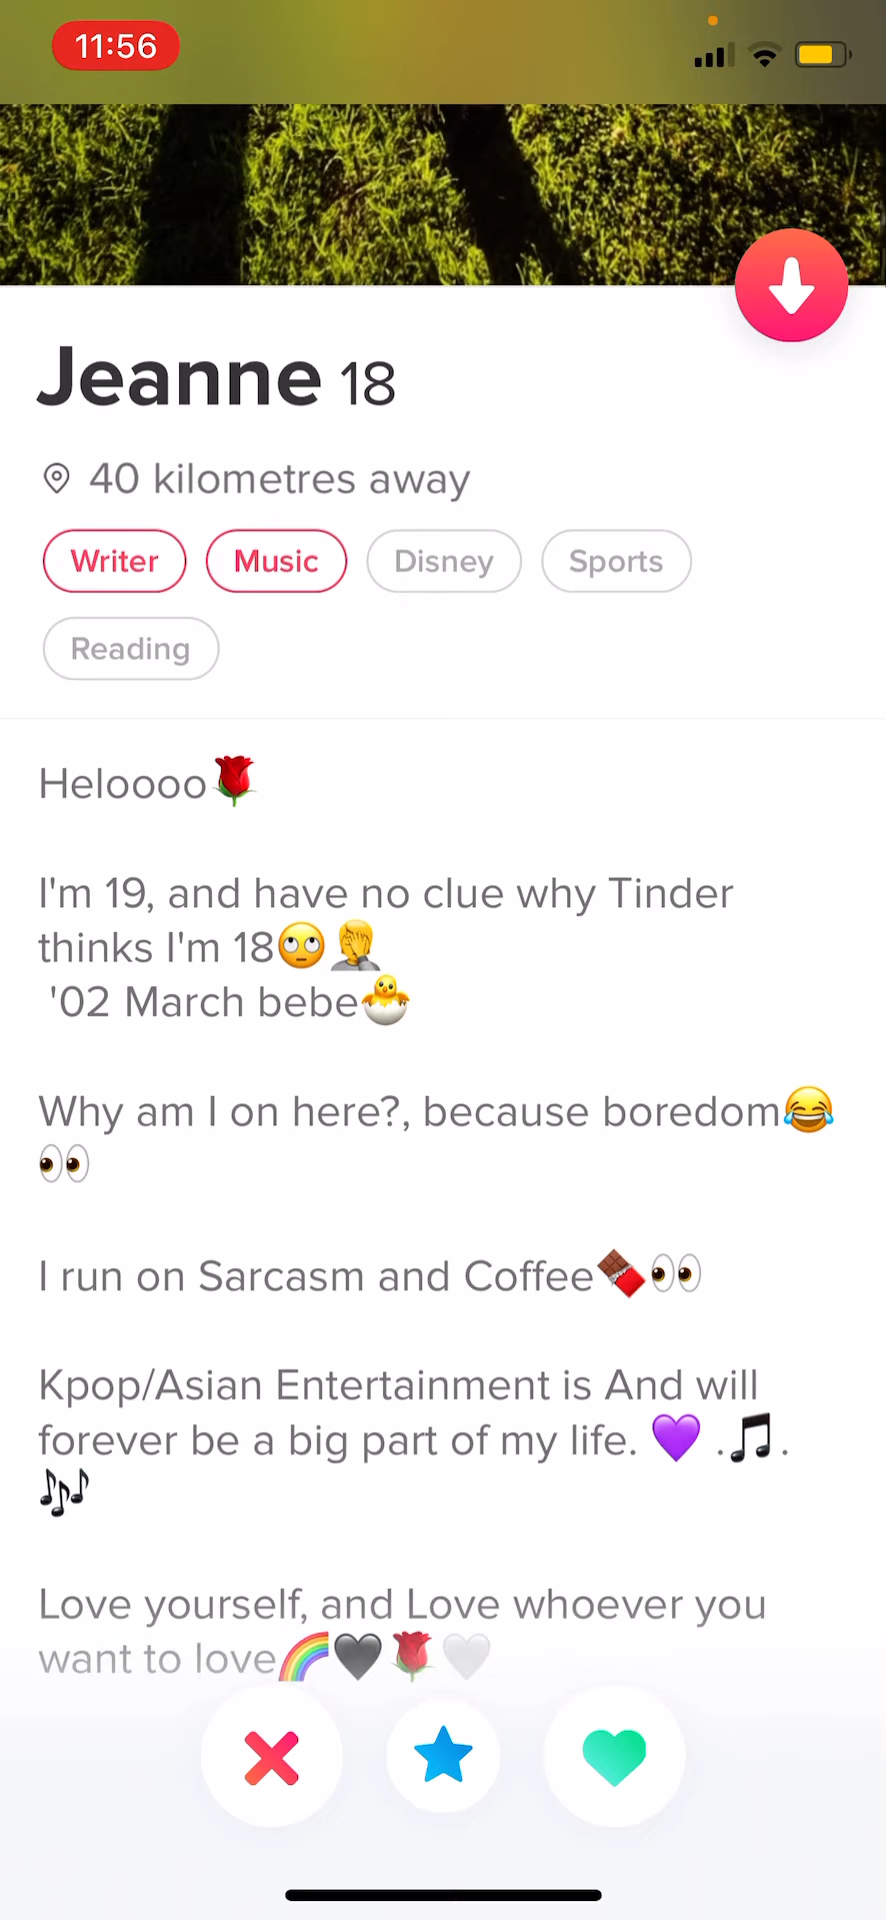 11:56
Jeanne 18
40 kilometres away
Writer Music Disney Sports
Reading
Heloooo🌹
I'm 19, and have no clue why Tinder
thinks I'm 18🙄🤦
'02 March bebe🐣
Why am I on here?, because boredom😂
👀
I run on Sarcasm and Coffee🍫👀
Kpop/Asian Entertainment is And will
forever be a big part of my life. 💜 .🎵.
🎶
Love yourself, and Love whoever you
want to love🌈🖤🌹🤍